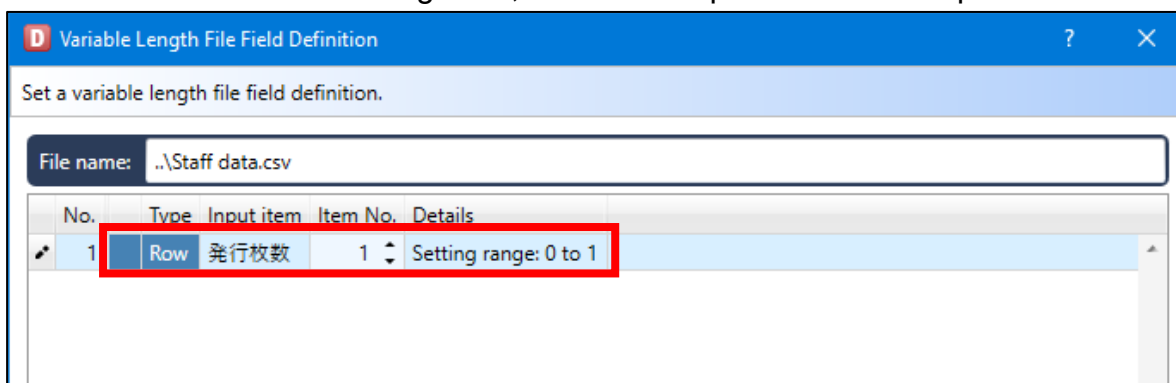 D Variable Length File Field Definition ?
Set a variable length file field definition.
File name: ..\Staff data.csv
No. Type Input item Item No. Details
1 Row 発行枚数 1 Setting range: 0 to 1